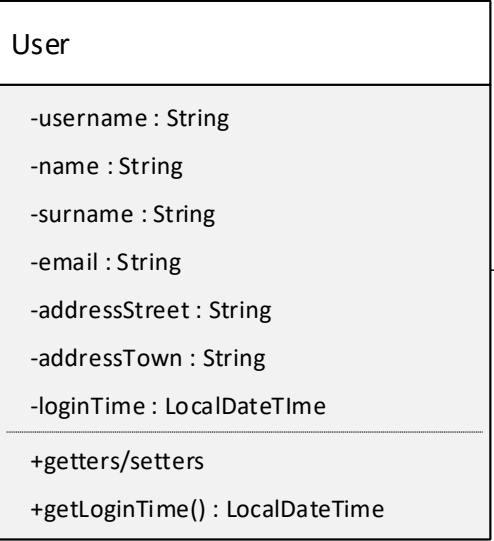 User
-username : String
-name : String
-surname : String
-email : String
-addressStreet : String
-addressTown : String
-loginTime : LocalDateTIme
+getters/setters
+getLoginTime() : LocalDateTime